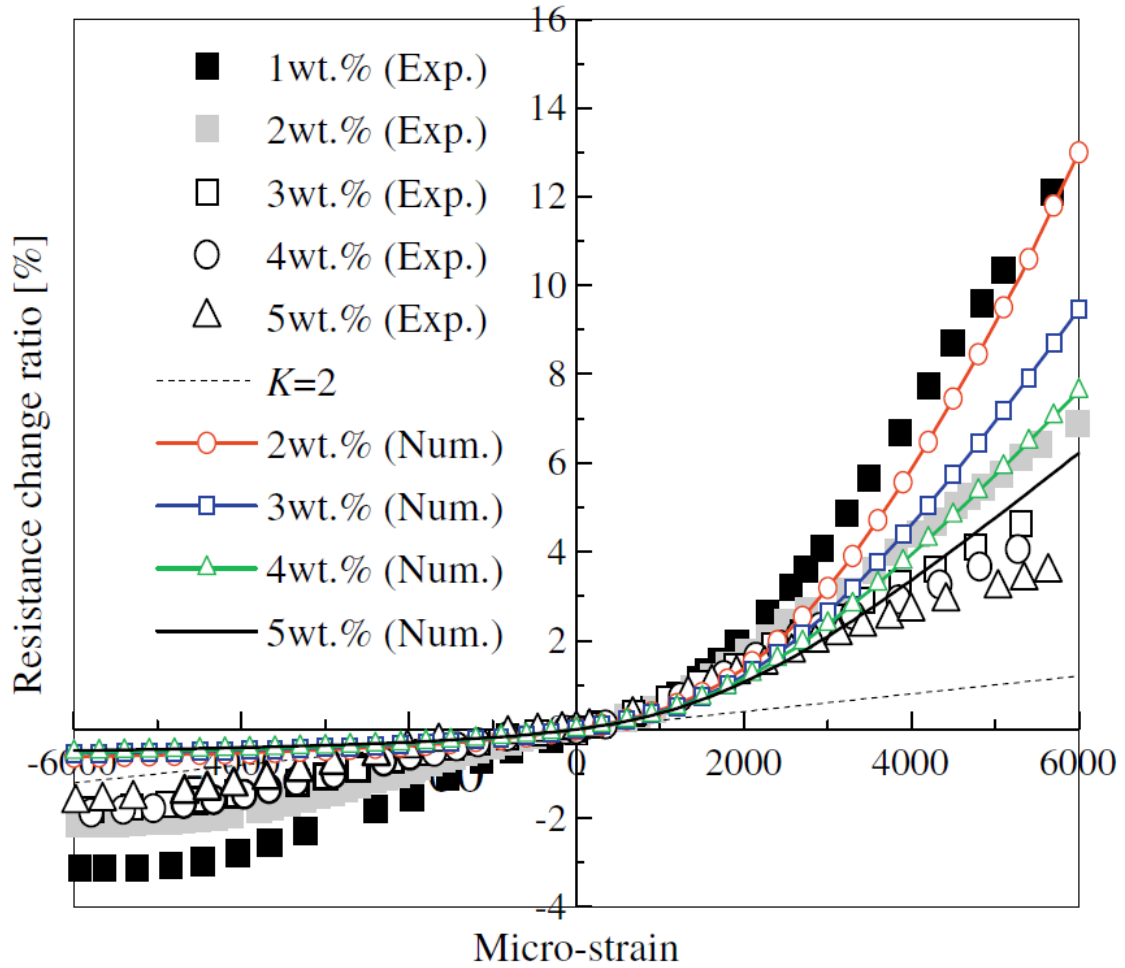 16
14
12
10
8
6
4
2
0
-2
-4
1wt.% (Exp.)
2wt.% (Exp.)
3wt.% (Exp.)
4wt.% (Exp.)
5wt.% (Exp.)
K=2
2wt.% (Num.)
3wt.% (Num.)
4wt.% (Num.)
5wt.% (Num.)
Resistance change ratio [%]
-6000
0
2000
4000
6000
Micro-strain